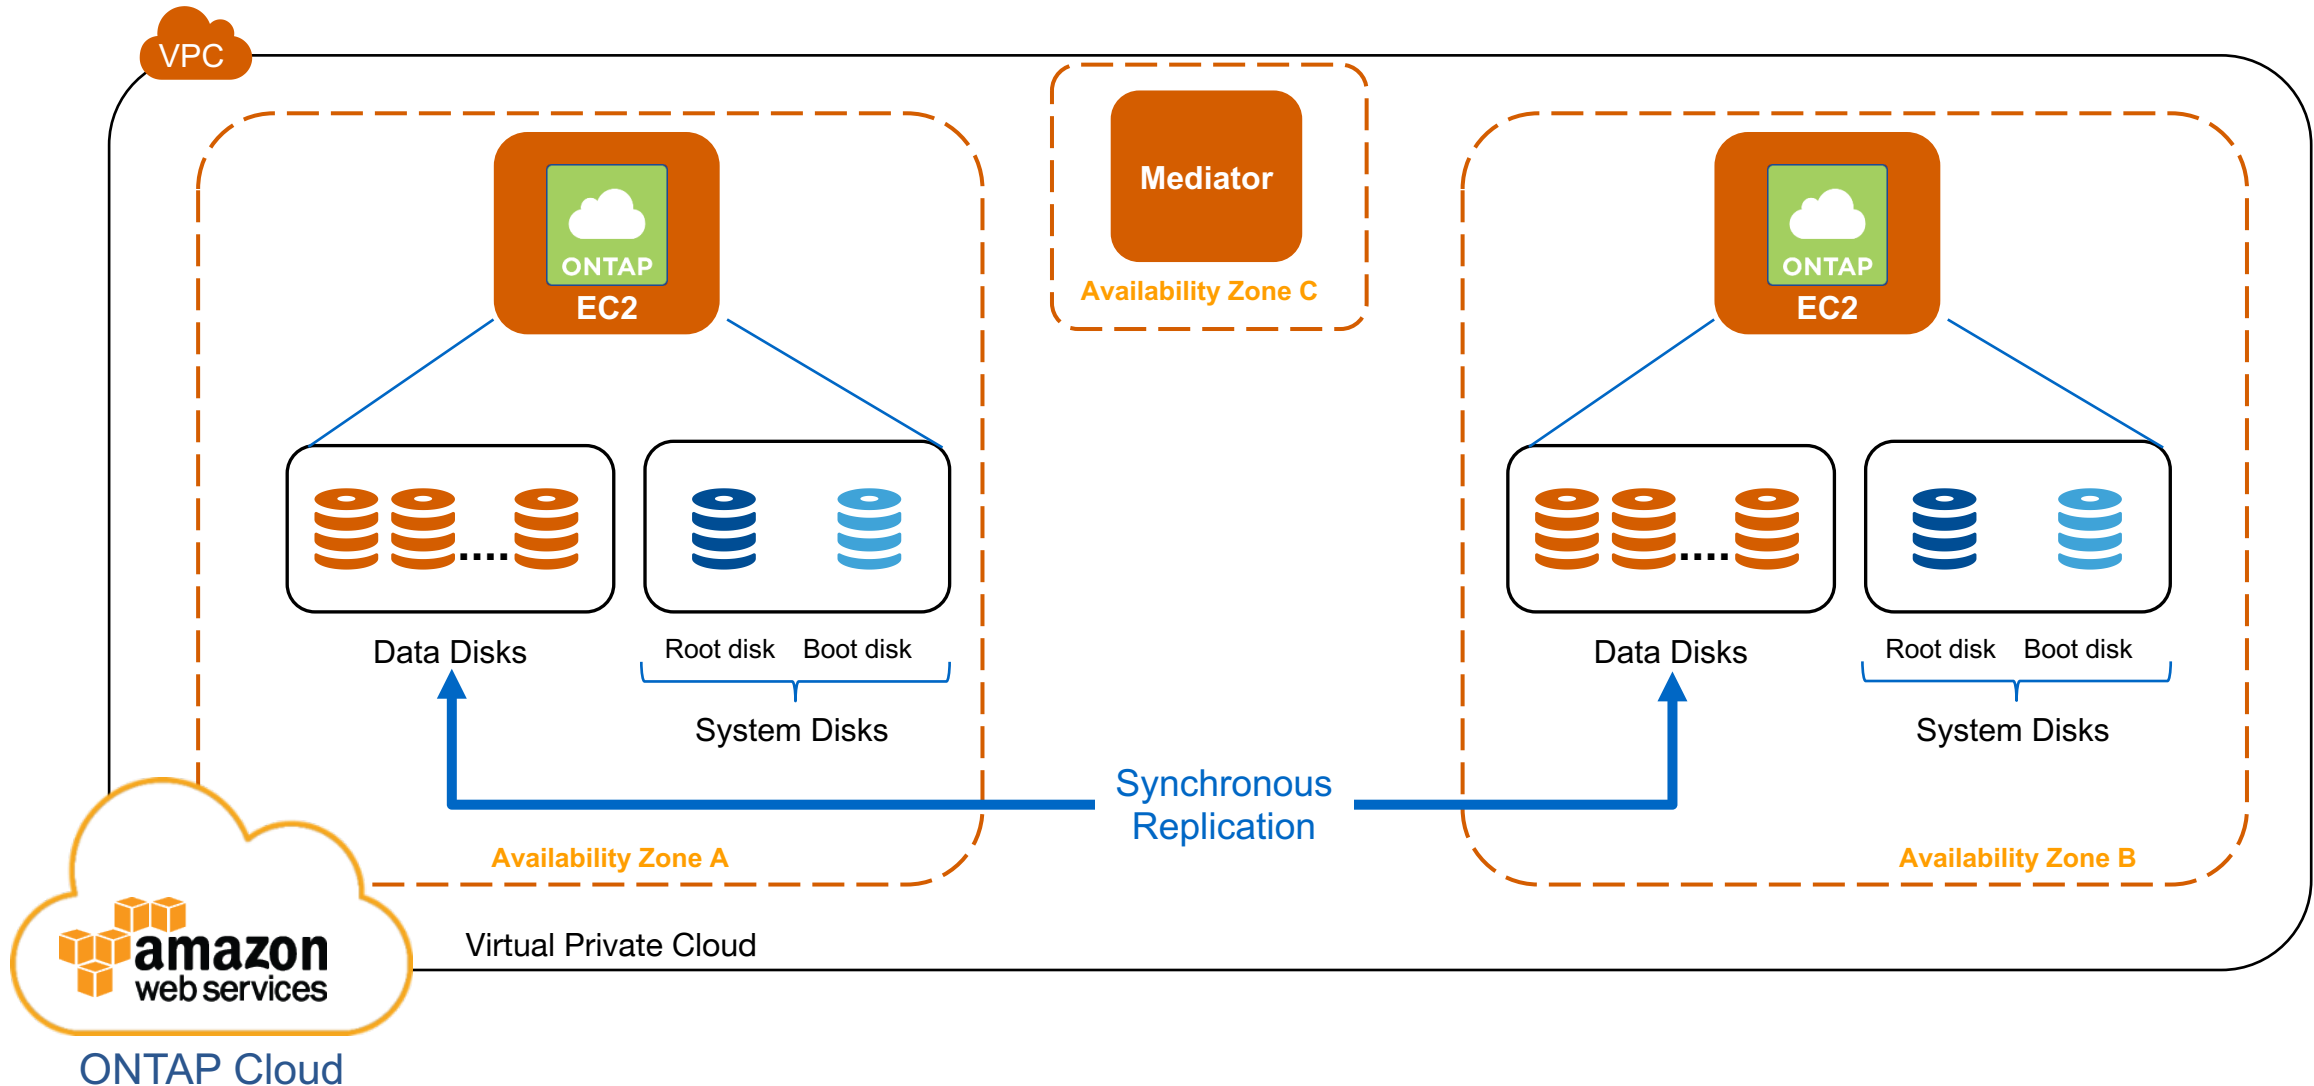 VPC
ONTAP
EC2
Mediator
Availability Zone C
ONTAP
EC2
....
....
Data Disks
Root disk
Boot disk
System Disks
Data Disks
Root disk
Boot disk
System Disks
Synchronous
Replication
Availability Zone A
Availability Zone B
amazon
web services
Virtual Private Cloud
ONTAP Cloud